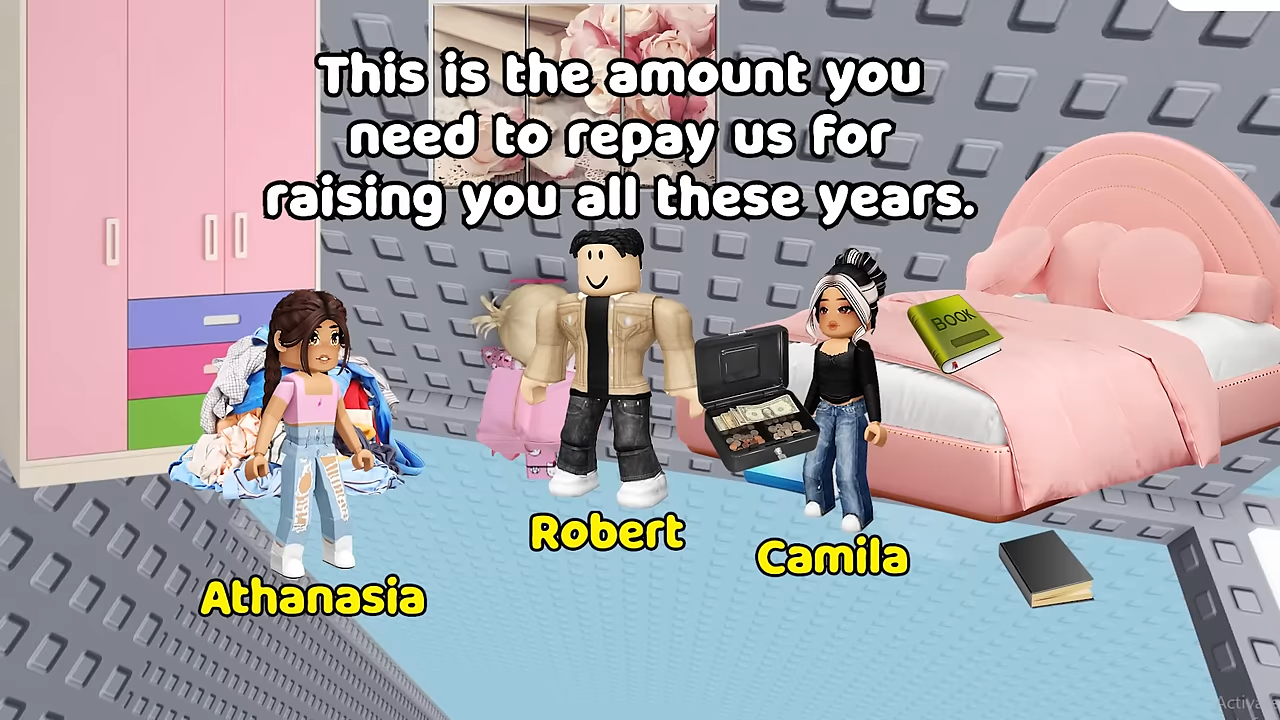 This is the amount you
need to repay us for
raising you all these years.
BOOK
Robert
Camila
Athanasia
Activa